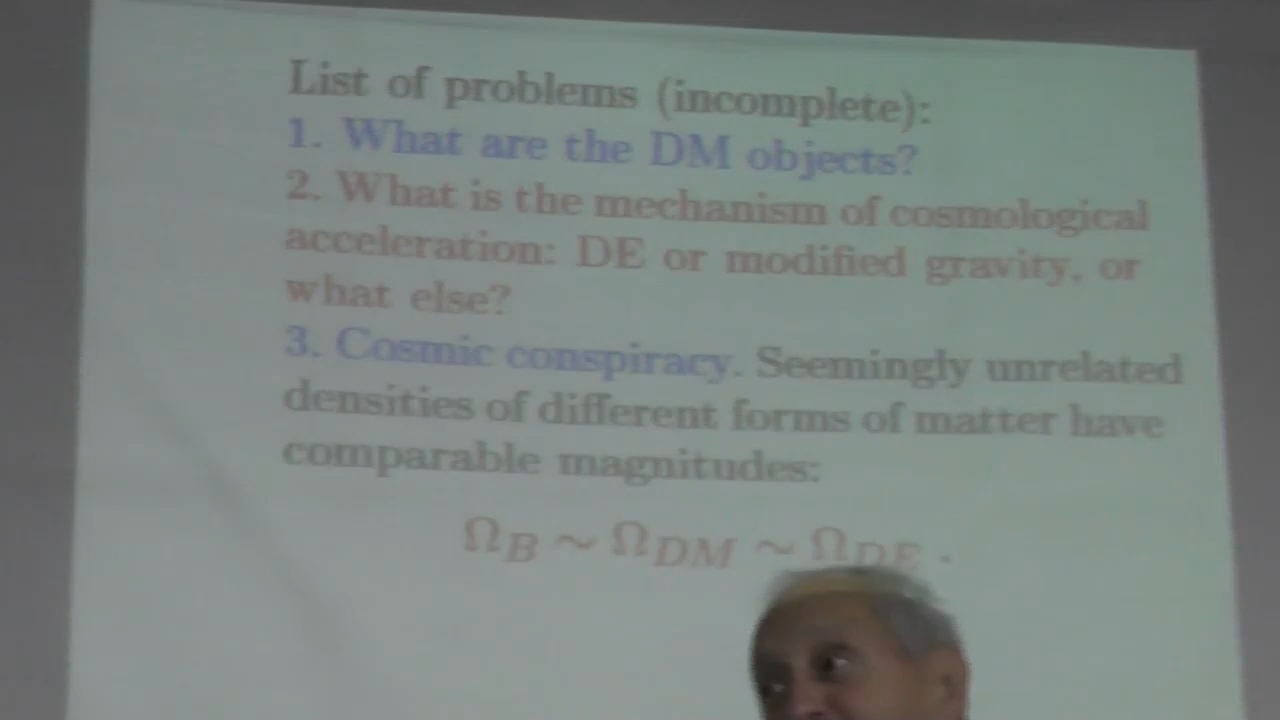 List of problems (incomplete):
1. What are the DM objects?
2. What is the mechanism of cosmological
acceleration: DE or modified gravity, or
what else?
3. Cosmic conspiracy. Seemingly unrelated
densities of different forms of matter have
comparable magnitudes:
Ω_B ~ Ω_DM ~ Ω_DE .